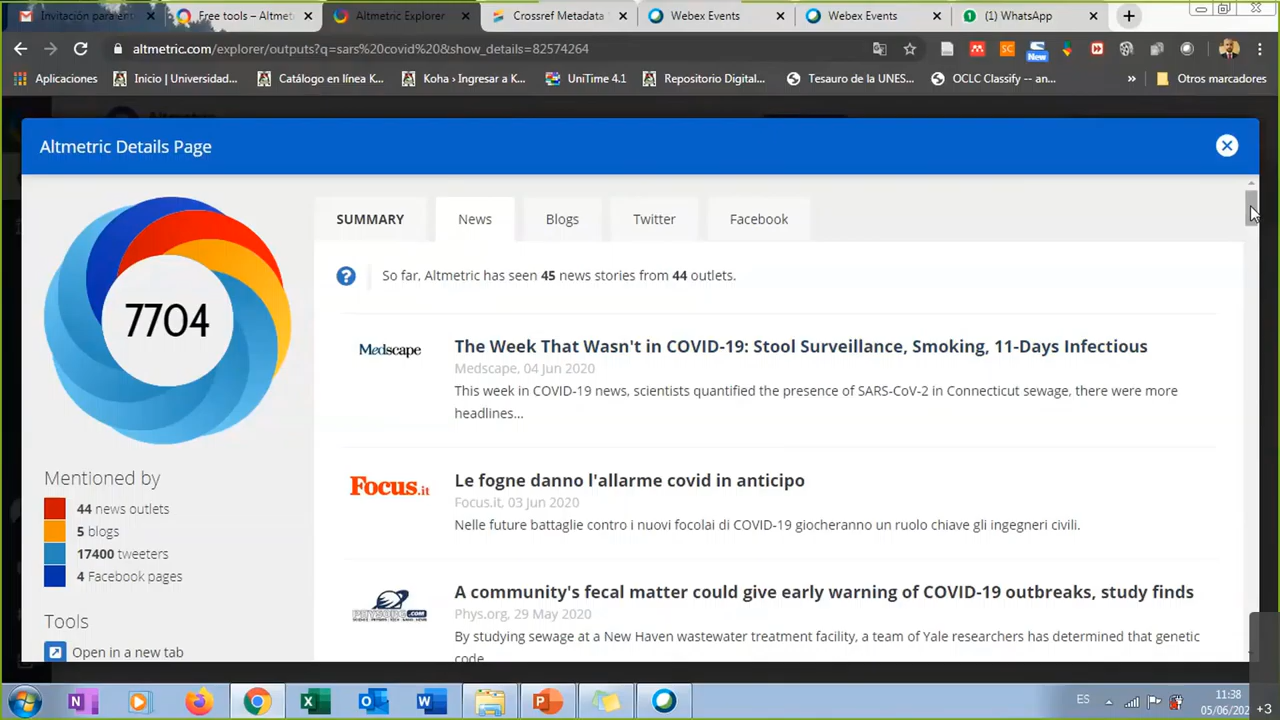 Invitación para ent
Free tools – Altmet
Altmetric Explorer
Crossref Metadata
Webex Events
Webex Even
(1) WhatsApp
altmetric.com/explorer/outputs?q=sars%20covid%20&show_details=82574264
New
Aplicaciones
Inicio | Universidad...
Catálogo en línea K...
Koha › Ingresar a K...
UniTime 4.1
Repositorio Digital...
Tesauro de la UNES...
OCLC Classify -- an...
»
Otros marcadores
Altmetric Details Page
SUMMARY
News
Blogs
Twitter
Facebook
7704
So far, Altmetric has seen 45 news stories from 44 outlets.
Medscape
The Week That Wasn't in COVID-19: Stool Surveillance, Smoking, 11-Days Infectious
Medscape, 04 Jun 2020
This week in COVID-19 news, scientists quantified the presence of SARS-CoV-2 in Connecticut sewage, there were more
headlines...
Focus.it
Le fogne danno l'allarme covid in anticipo
Focus.it, 03 Jun 2020
Nelle future battaglie contro i nuovi focolai di COVID-19 giocheranno un ruolo chiave gli ingegneri civili.
Mentioned by
44 news outlets
5 blogs
17400 tweeters
4 Facebook pages
PHYSORG.COM
A community's fecal matter could give early warning of COVID-19 outbreaks, study finds
Phys.org, 29 May 2020
By studying sewage at a New Haven wastewater treatment facility, a team of Yale researchers has determined that genetic
code
Tools
Open in a new tab
ES
11:38
05/06/202
+3